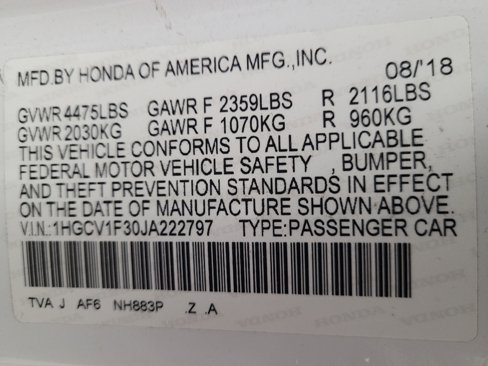 MFD.BY HONDA OF AMERICA MFG.,INC. 08/'18
GVWR 4475LBS GAWR F 2359LBS R 2116LBS
GVWR 2030KG GAWR F 1070KG R 960KG
THIS VEHICLE CONFORMS TO ALL APPLICABLE
FEDERAL MOTOR VEHICLE SAFETY , BUMPER,
AND THEFT PREVENTION STANDARDS IN EFFECT
ON THE DATE OF MANUFACTURE SHOWN ABOVE.
V.I.N.:1HGCV1F30JA222797 TYPE:PASSENGER CAR
TVA J AF6 NH883P .Z .A
HONDA HONDA